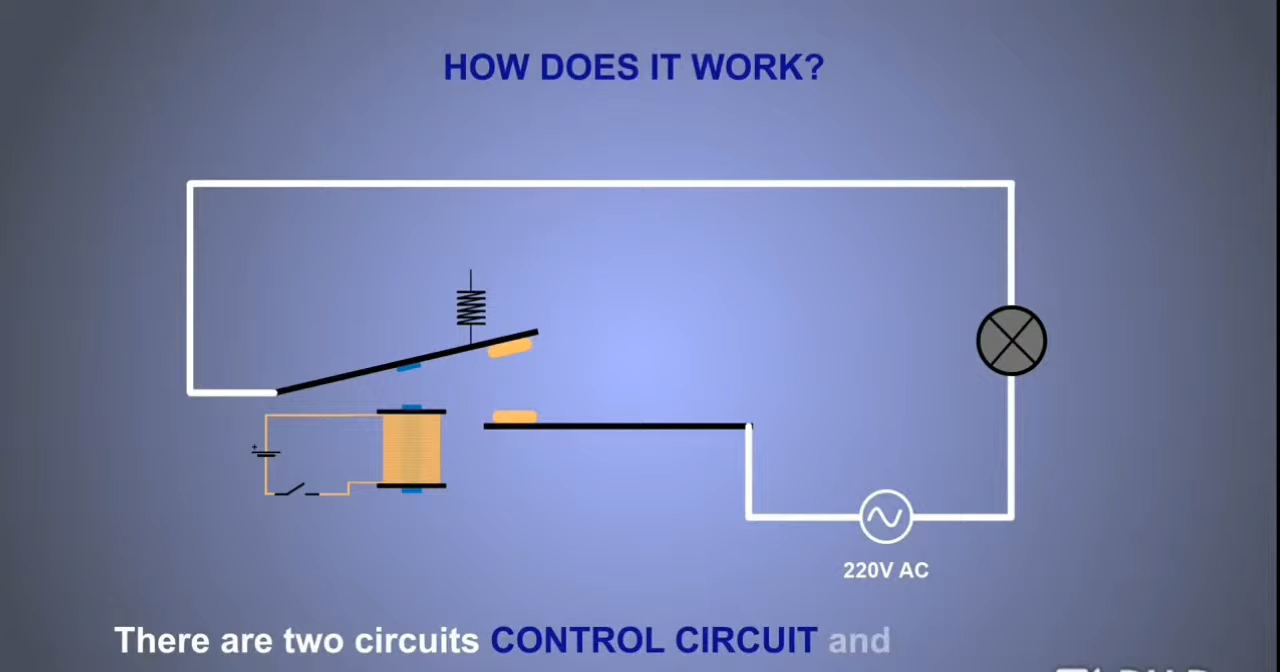 HOW DOES IT WORK?
+
220V AC
There are two circuits CONTROL CIRCUIT and